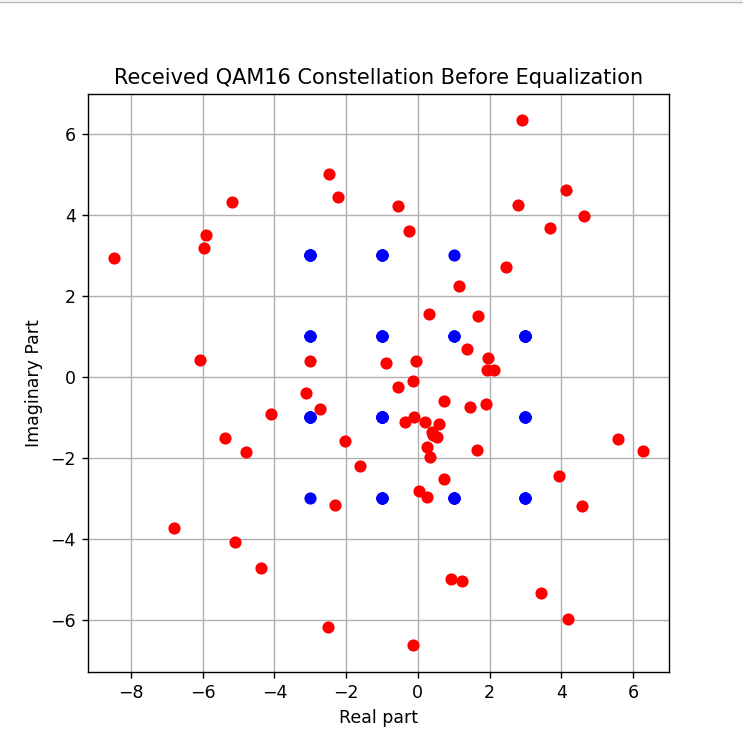 Received QAM16 Constellation Before Equalization
6
4
2
0
−2
−4
−6
Imaginary Part
−8 −6 −4 −2 0 2 4 6
Real part